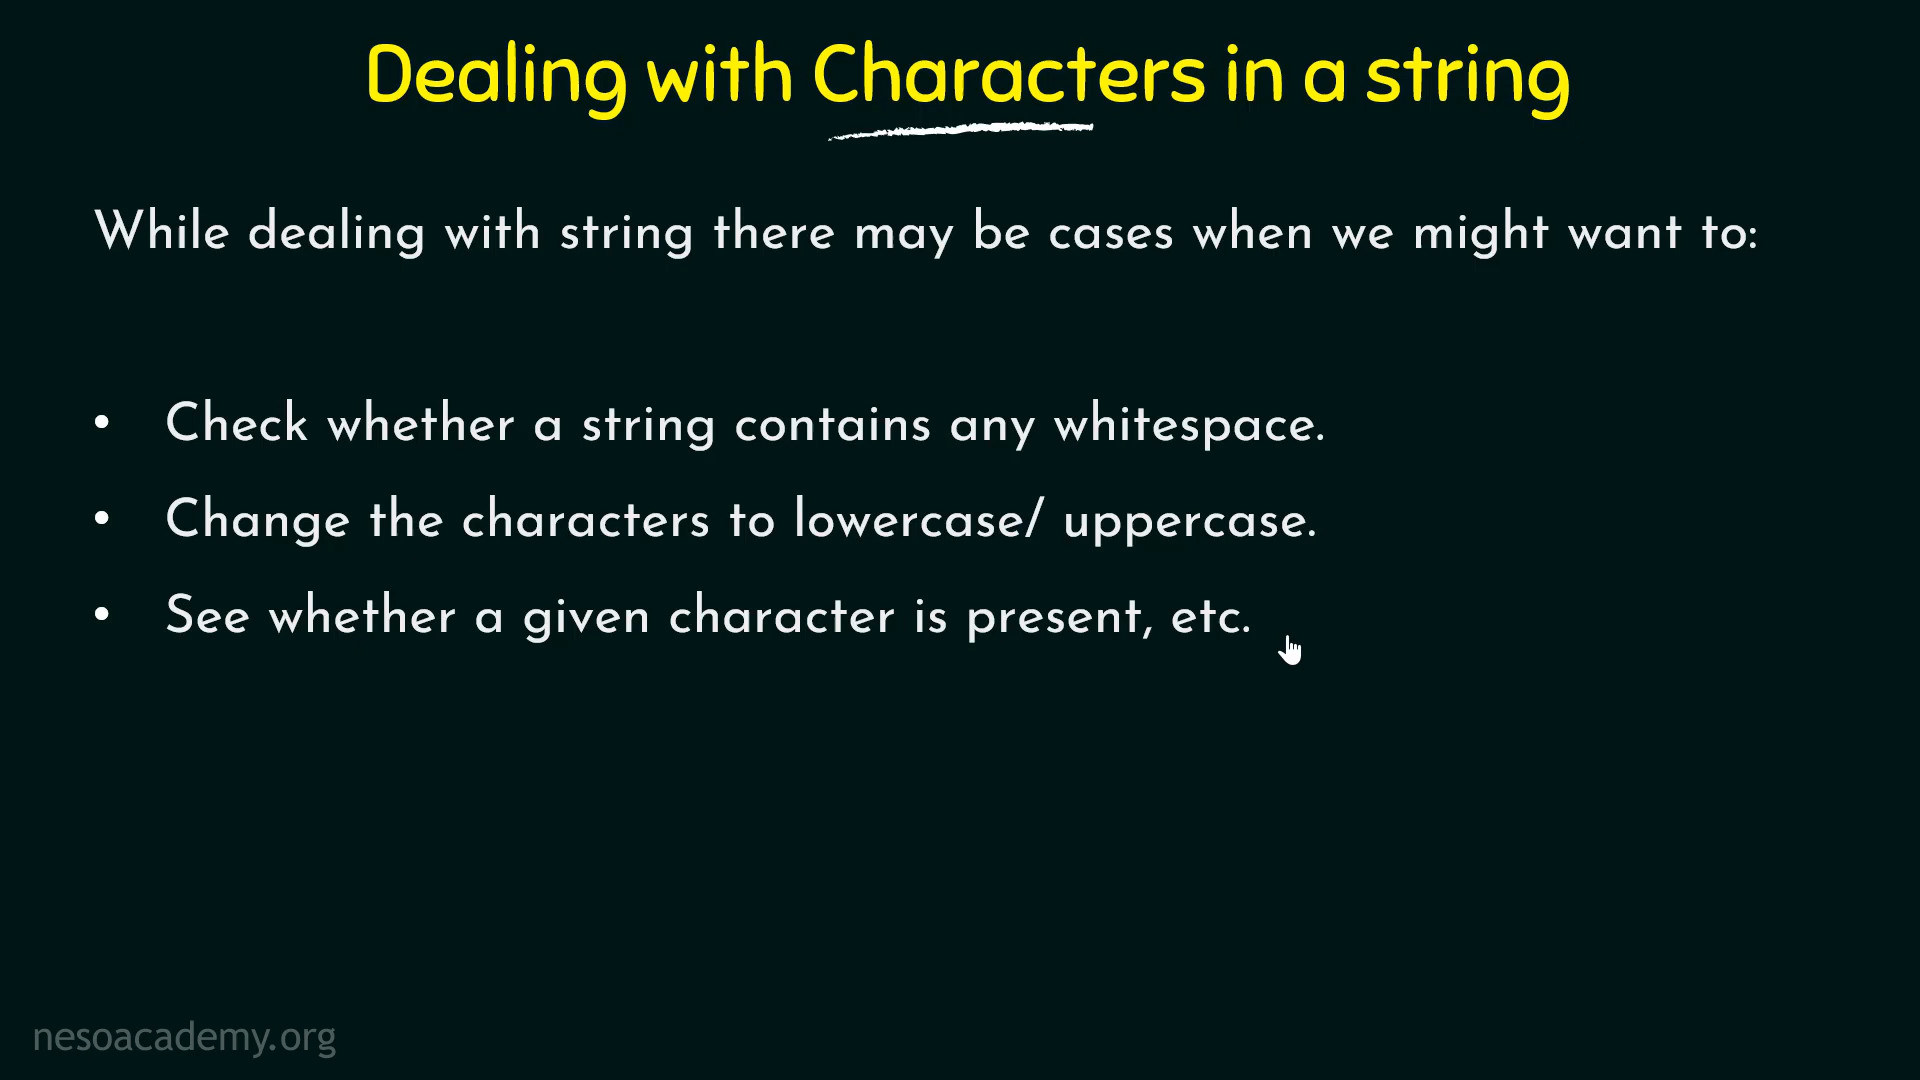 Dealing with Characters in a string
While dealing with string there may be cases when we might want to:
• Check whether a string contains any whitespace.
• Change the characters to lowercase/ uppercase.
• See whether a given character is present, etc.
nesoacademy.org